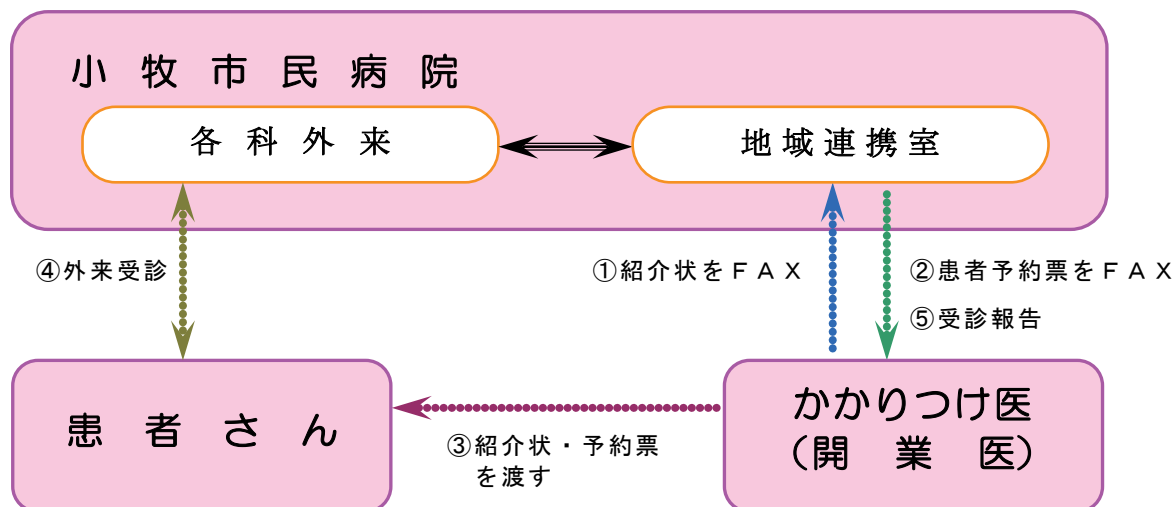 小牧市民病院
各科外来
地域連携室
④外来受診
①紹介状をＦＡＸ
②患者予約票をＦＡＸ
⑤受診報告
患者さん
③紹介状・予約票
を渡す
かかりつけ医
（開業医）